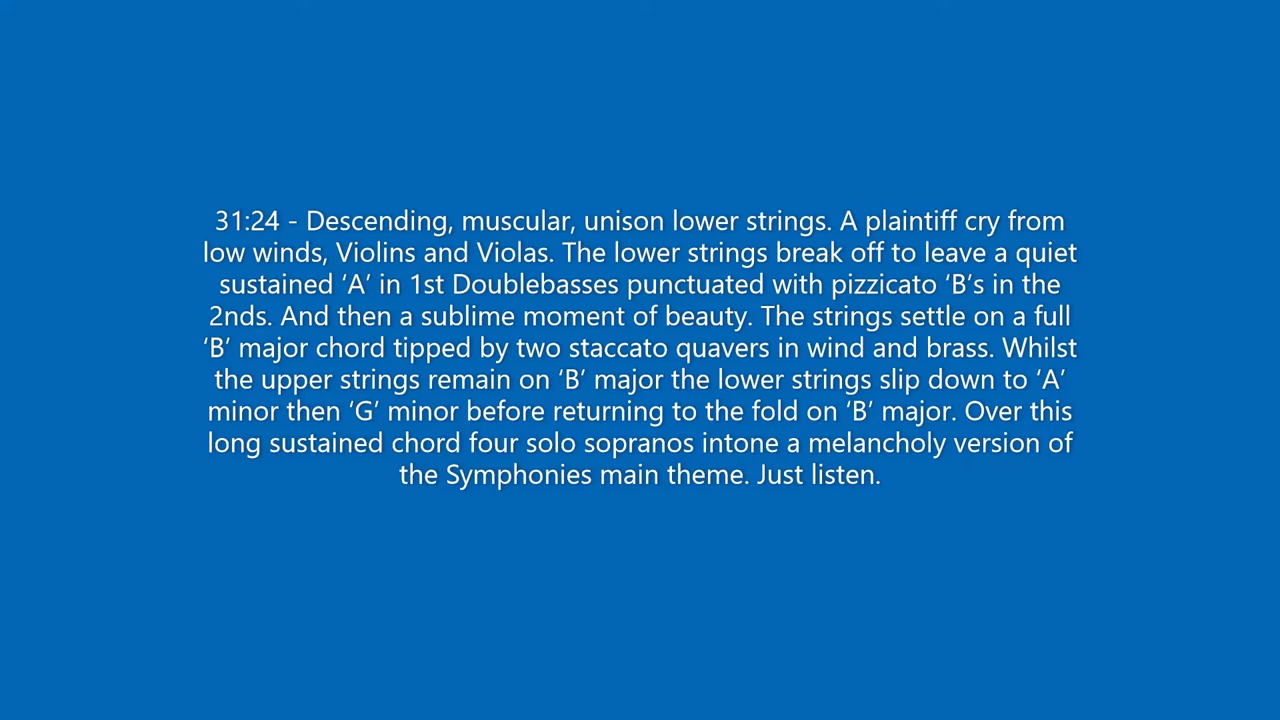 31:24 - Descending, muscular, unison lower strings. A plaintiff cry from
low winds, Violins and Violas. The lower strings break off to leave a quiet
sustained ‘A’ in 1st Doublebasses punctuated with pizzicato ‘B’s in the
2nds. And then a sublime moment of beauty. The strings settle on a full
‘B’ major chord tipped by two staccato quavers in wind and brass. Whilst
the upper strings remain on ‘B’ major the lower strings slip down to ‘A’
minor then ‘G’ minor before returning to the fold on ‘B’ major. Over this
long sustained chord four solo sopranos intone a melancholy version of
the Symphonies main theme. Just listen.